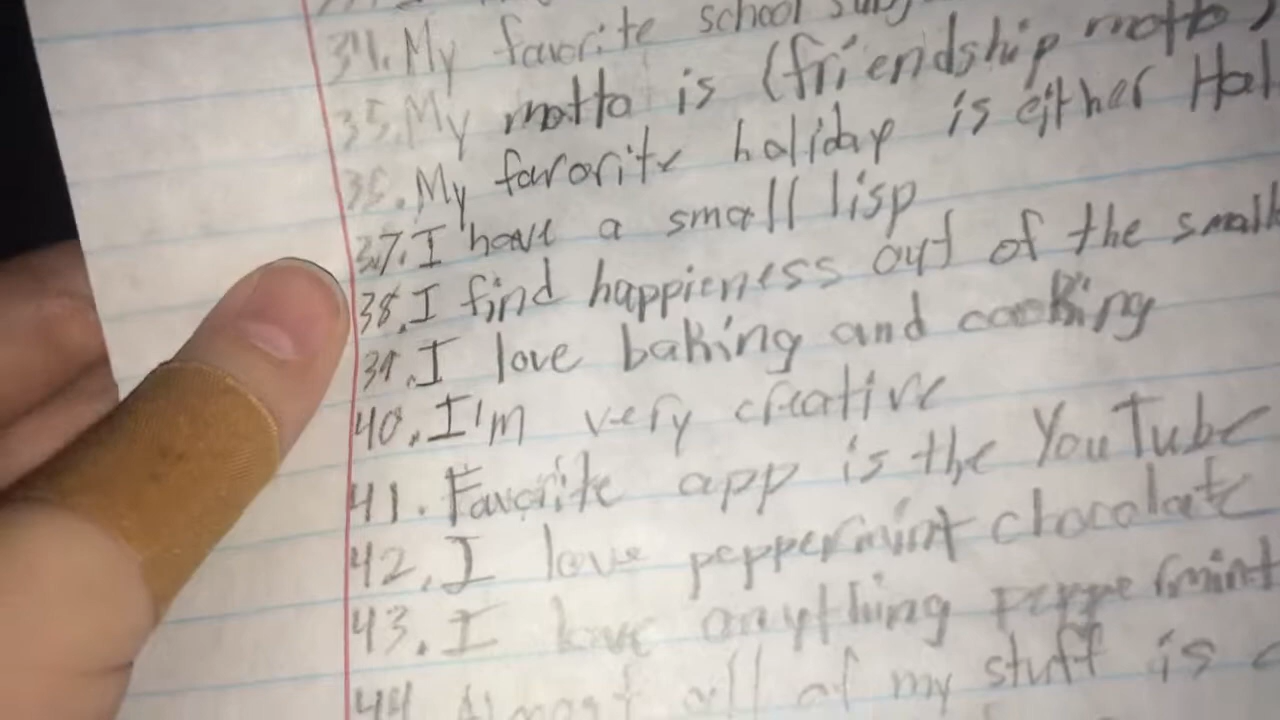 34. My favorite school subj
35. My motto is (friendship motto)
36. My favorite holiday is either Hal
37. I have a small lisp
38. I find happieness out of the small
39. I love baking and cooking
40. I'm very creative
41. Favorite app is the YouTube
42. I love peppermint chocolate
43. I love anything peppermint
44 Almost all of my stuff is